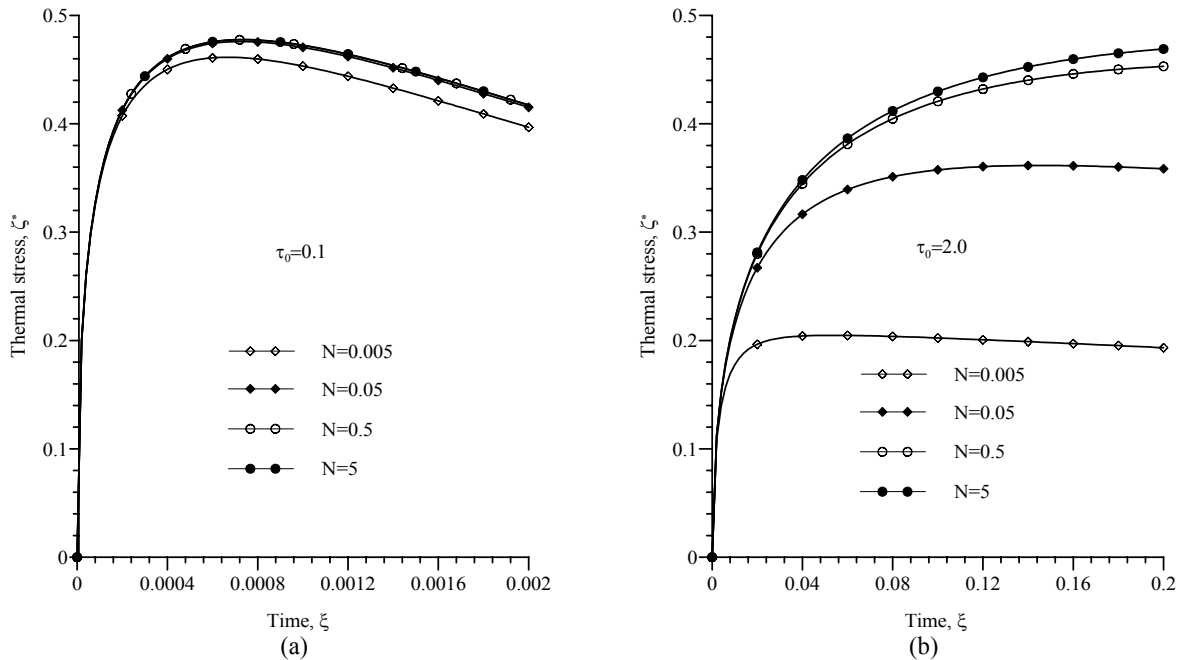 0.5
0.4
0.3
0.2
0.1
0
Thermal stress, ζ*
τ₀=0.1
N=0.005
N=0.05
N=0.5
N=5
0 0.0004 0.0008 0.0012 0.0016 0.002
Time, ξ
(a)
0.5
0.4
0.3
0.2
0.1
0
Thermal stress, ζ*
τ₀=2.0
N=0.005
N=0.05
N=0.5
N=5
0 0.04 0.08 0.12 0.16 0.2
Time, ξ
(b)